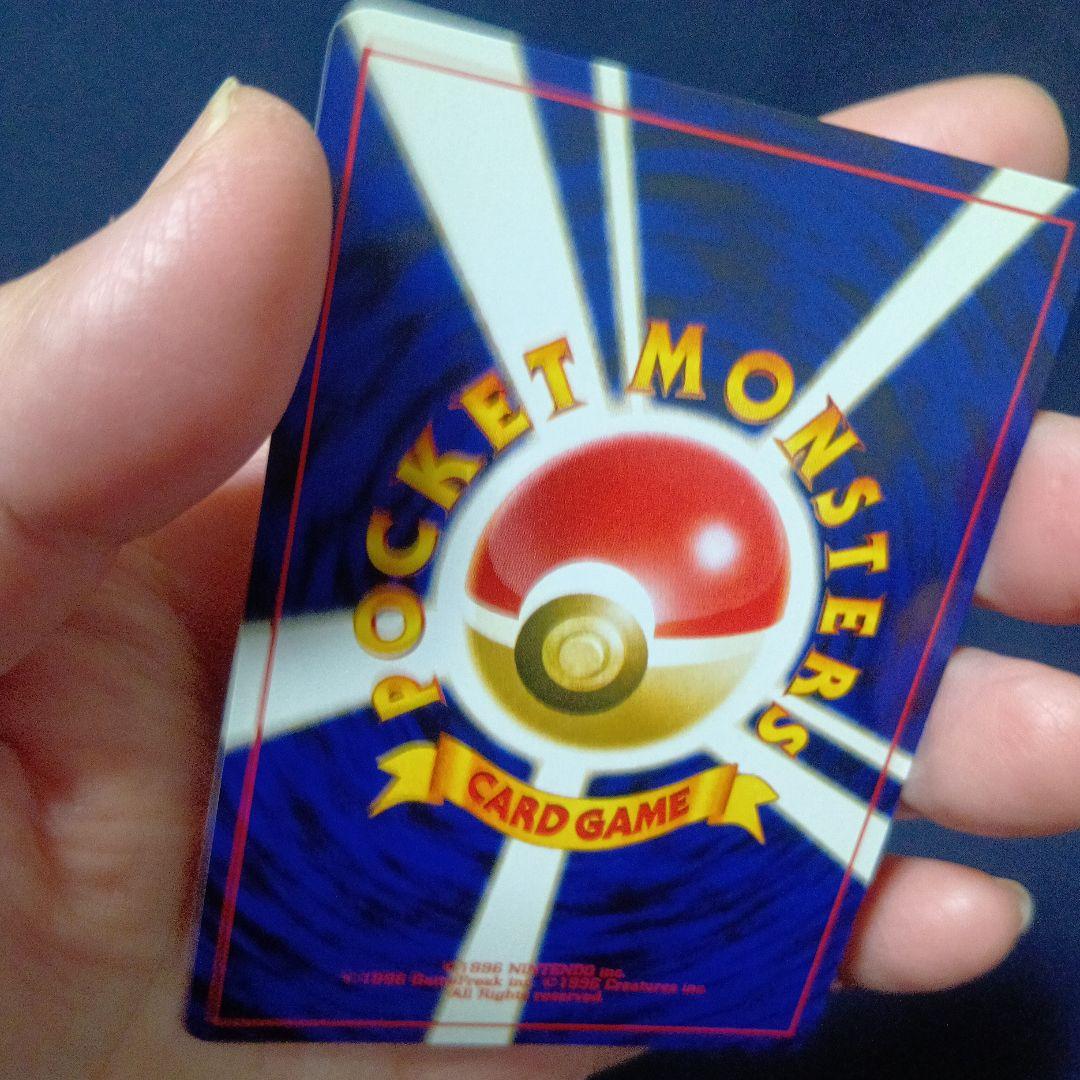 POCKET MONSTERS
CARD GAME
©1996 NINTENDO inc.
©1996 GameFreak inc. ©1996 Creatures inc.
All Rights reserved.